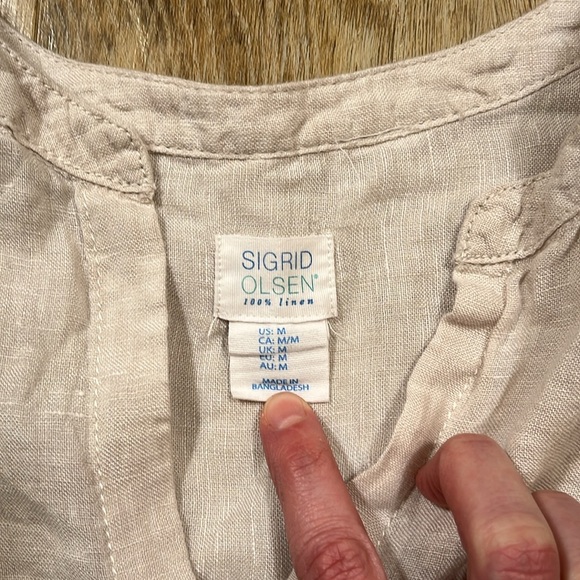 SIGRID
OLSEN®
100% linen
US: M
CA: M/M
UK: M
EU: M
AU: M
MADE IN
BANGLADESH